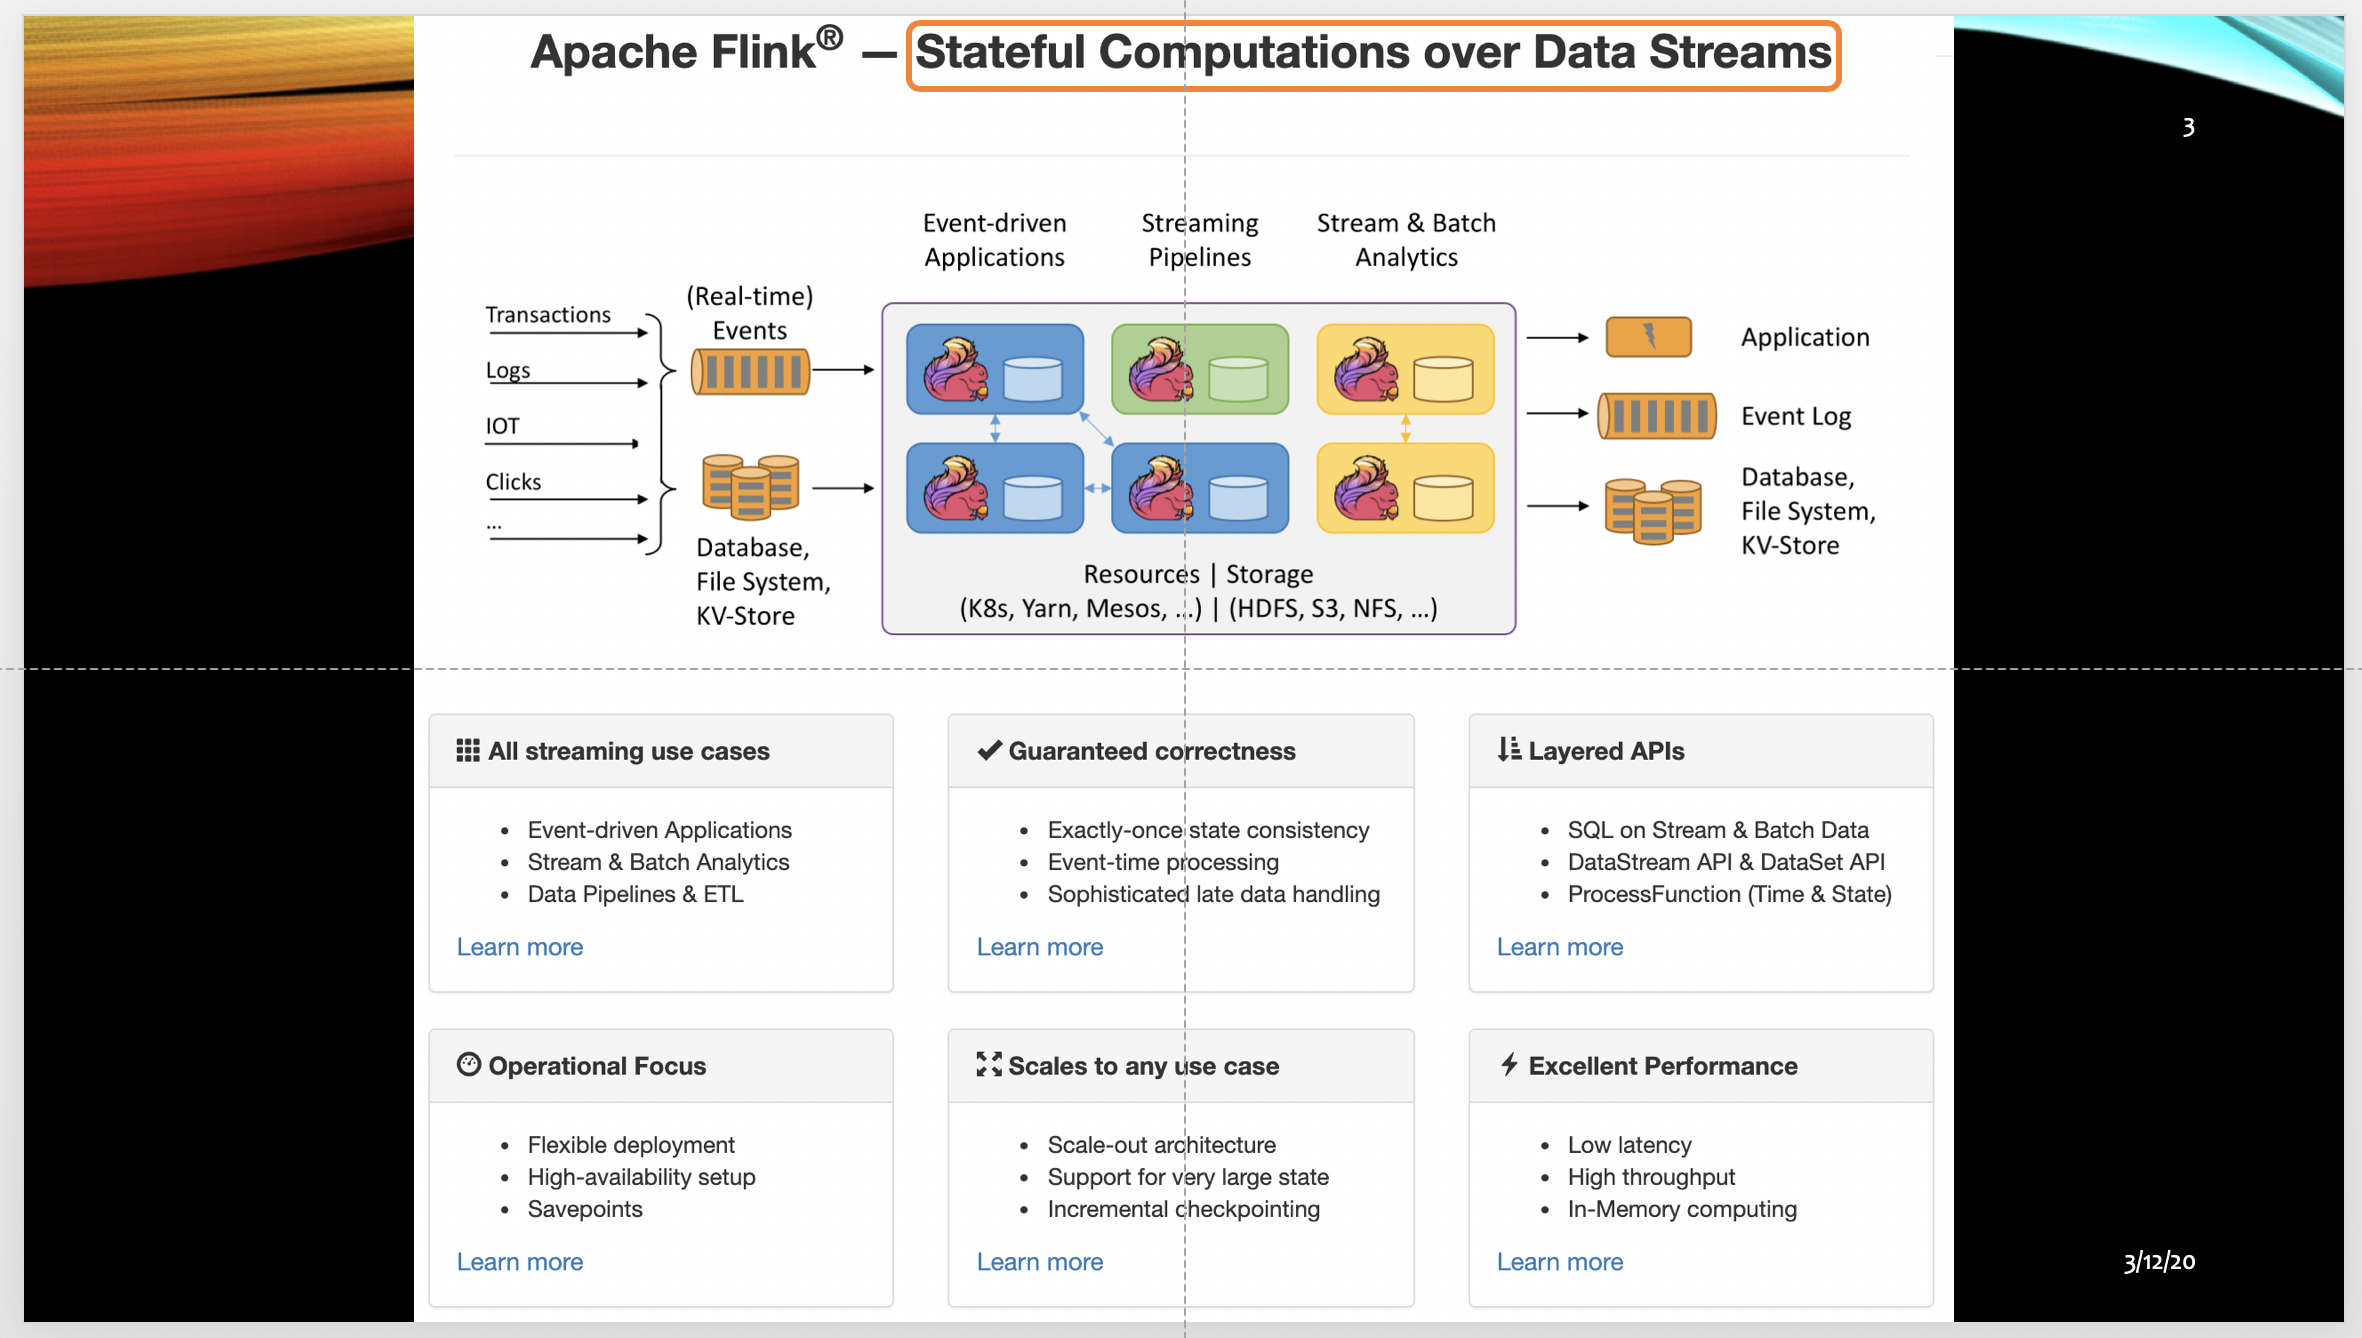 Apache Flink® — Stateful Computations over Data Streams
3
Event-driven
Applications
Streaming
Pipelines
Stream & Batch
Analytics
Transactions
Logs
IOT
Clicks
...
(Real-time)
Events
Database,
File System,
KV-Store
Resources | Storage
(K8s, Yarn, Mesos, ...) | (HDFS, S3, NFS, ...)
Application
Event Log
Database,
File System,
KV-Store
All streaming use cases
• Event-driven Applications
• Stream & Batch Analytics
• Data Pipelines & ETL
Learn more
Guaranteed correctness
• Exactly-once state consistency
• Event-time processing
• Sophisticated late data handling
Learn more
Layered APIs
• SQL on Stream & Batch Data
• DataStream API & DataSet API
• ProcessFunction (Time & State)
Learn more
Operational Focus
• Flexible deployment
• High-availability setup
• Savepoints
Learn more
Scales to any use case
• Scale-out architecture
• Support for very large state
• Incremental checkpointing
Learn more
Excellent Performance
• Low latency
• High throughput
• In-Memory computing
Learn more
3/12/20